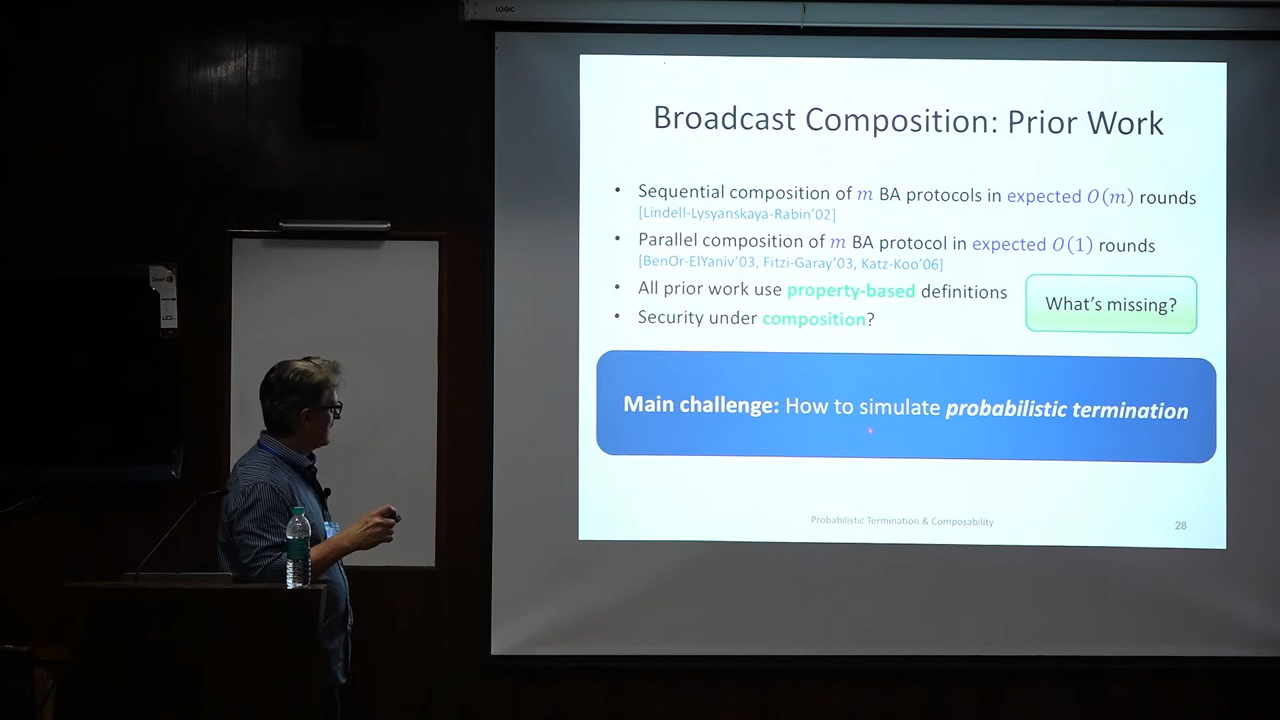 LOGIC
Broadcast Composition: Prior Work
• Sequential composition of m BA protocols in expected O(m) rounds
[Lindell-Lysyanskaya-Rabin'02]
• Parallel composition of m BA protocol in expected O(1) rounds
[BenOr-ElYaniv'03, Fitzi-Garay'03, Katz-Koo'06]
• All prior work use property-based definitions
What's missing?
• Security under composition?
Main challenge: How to simulate probabilistic termination
Probabilistic Termination & Composability
28